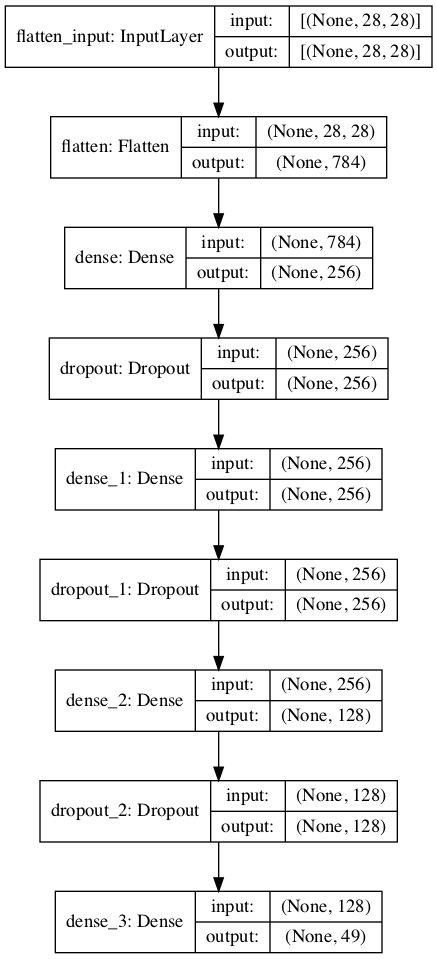 flatten_input: InputLayer
input: [(None, 28, 28)]
output: [(None, 28, 28)]
flatten: Flatten
input: (None, 28, 28)
output: (None, 784)
dense: Dense
input: (None, 784)
output: (None, 256)
dropout: Dropout
input: (None, 256)
output: (None, 256)
dense_1: Dense
input: (None, 256)
output: (None, 256)
dropout_1: Dropout
input: (None, 256)
output: (None, 256)
dense_2: Dense
input: (None, 256)
output: (None, 128)
dropout_2: Dropout
input: (None, 128)
output: (None, 128)
dense_3: Dense
input: (None, 128)
output: (None, 49)